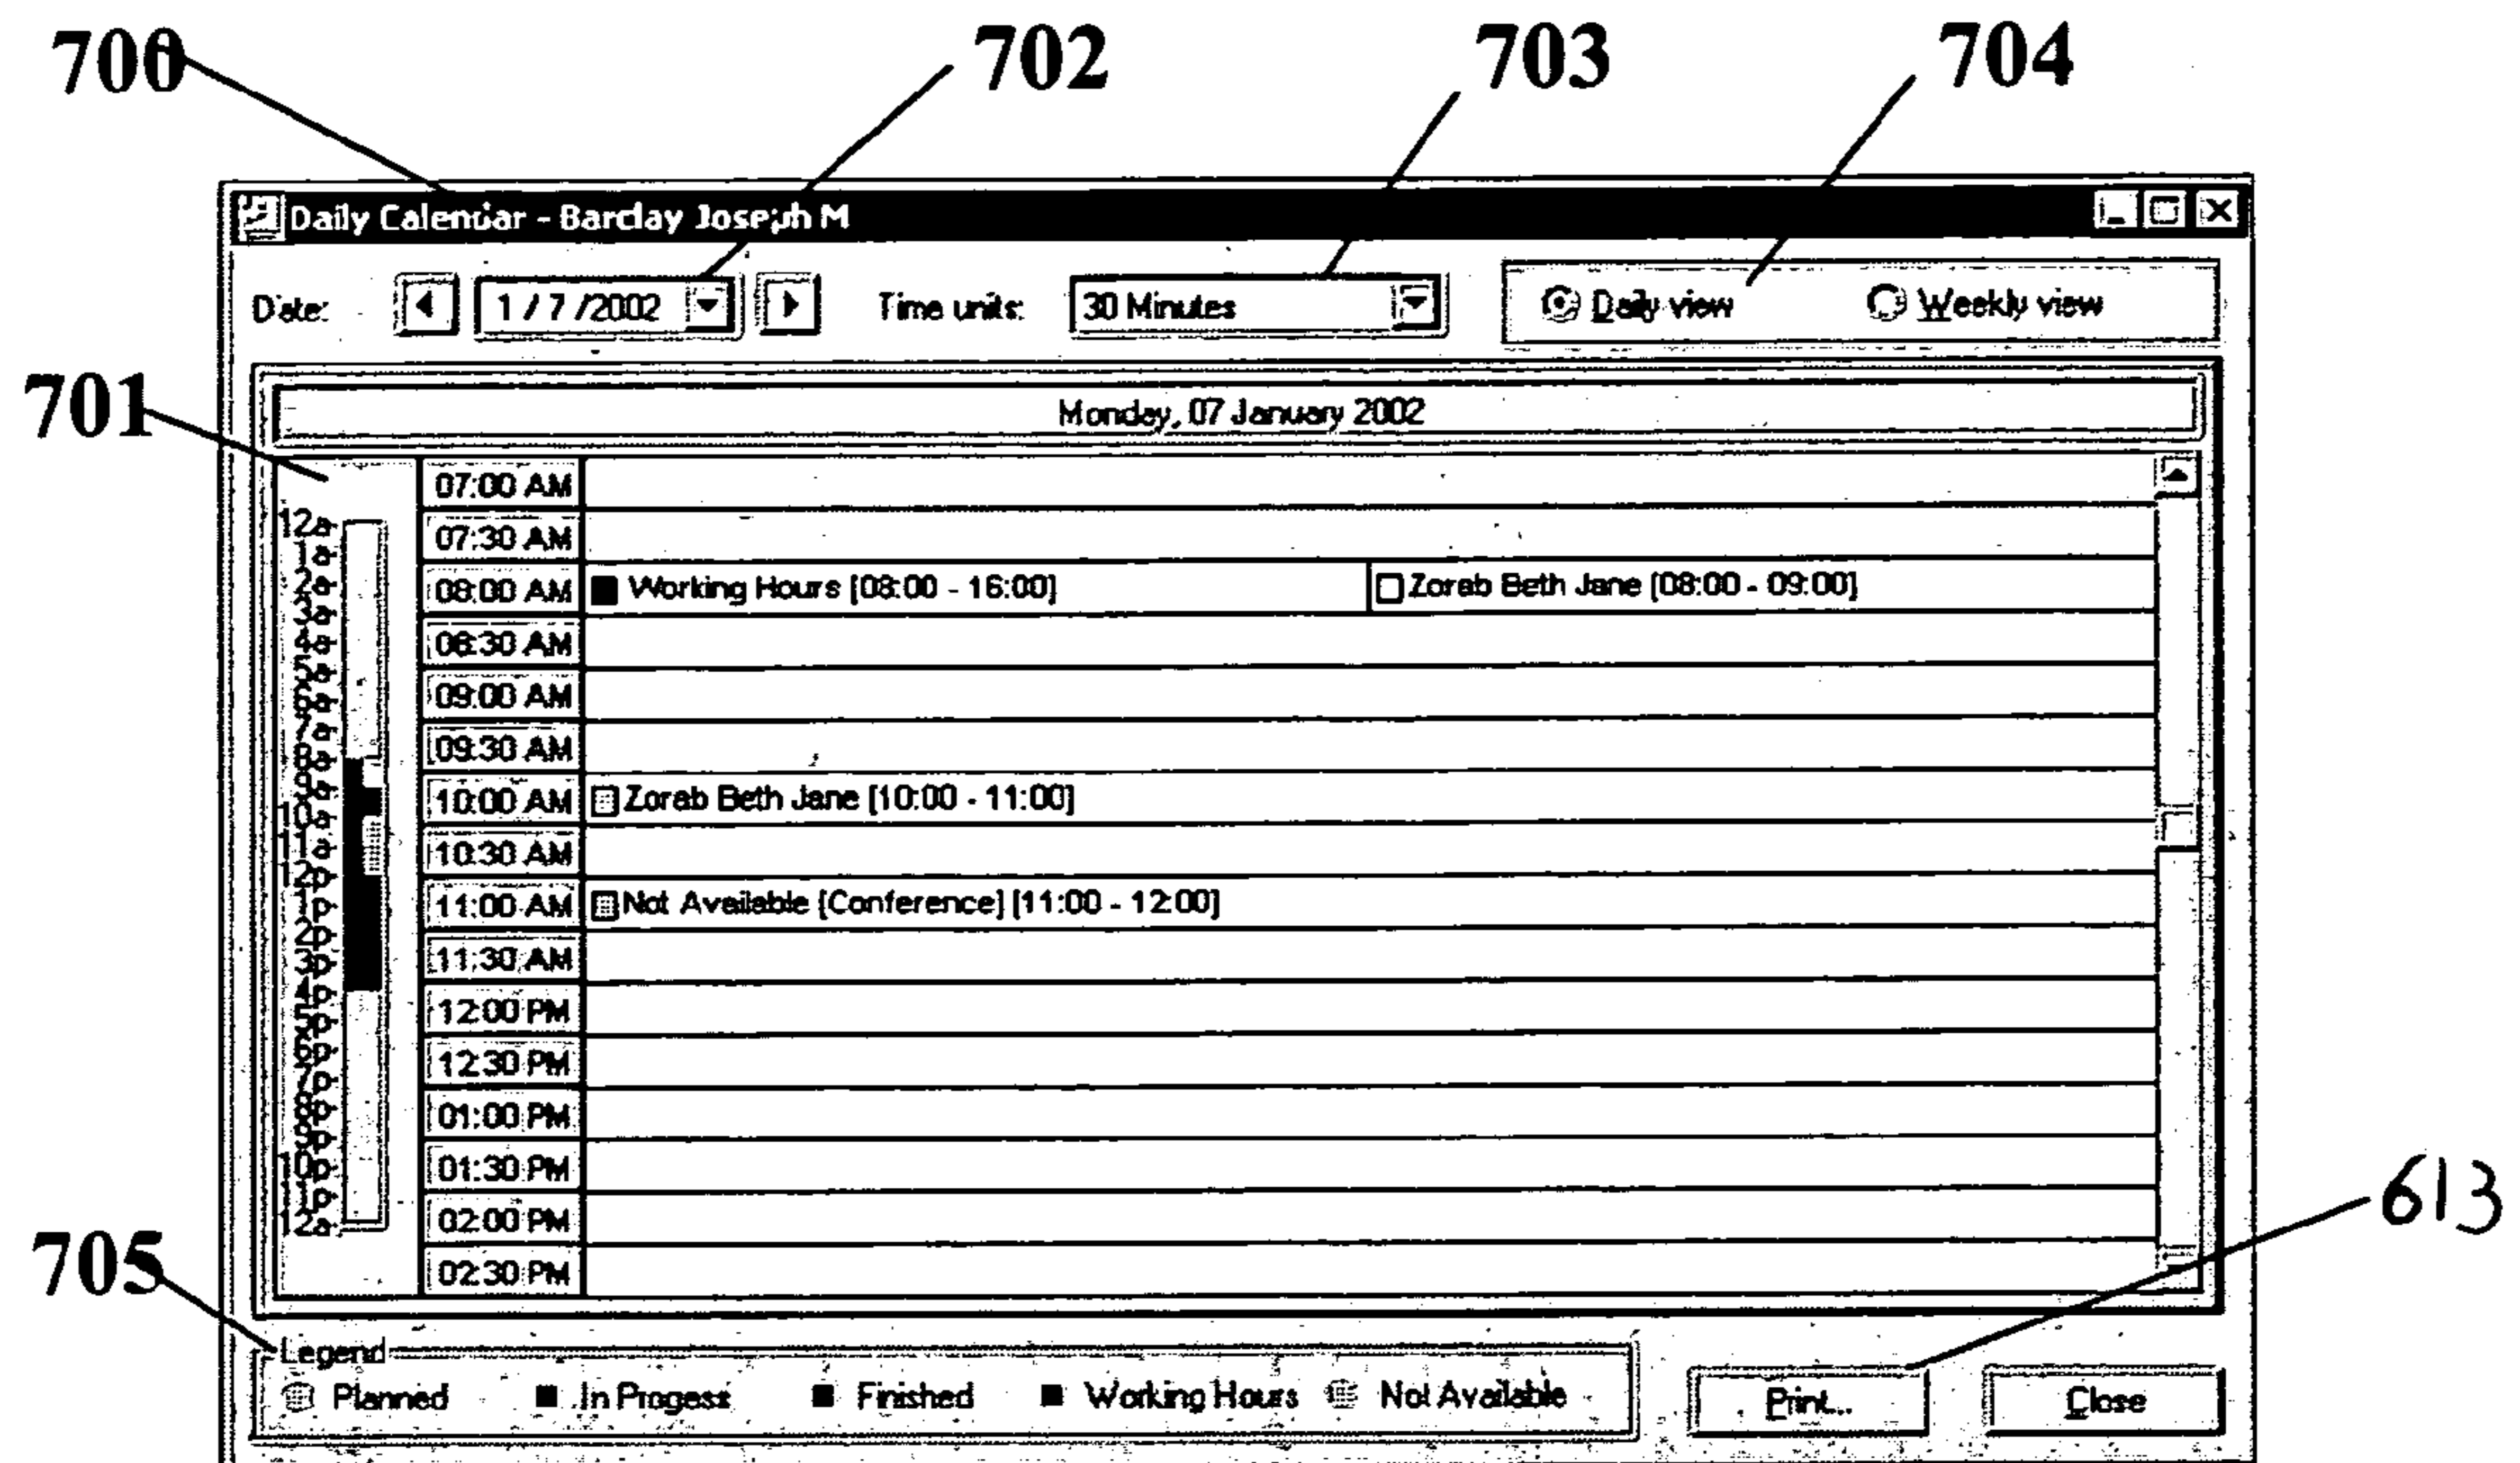 700
702
703
704
Daily Calendar - Barclay Joseph M
Date:
1 / 7 /2002
Time units:
30 Minutes
Daily view
Weekly view
701
Monday, 07 January 2002
07:00 AM
07:30 AM
08:00 AM
Working Hours [08:00 - 16:00]
Zorab Beth Jane [08:00 - 09:00]
08:30 AM
09:00 AM
09:30 AM
10:00 AM
Zorab Beth Jane [10:00 - 11:00]
10:30 AM
11:00 AM
Not Available [Conference] [11:00 - 12:00]
11:30 AM
12:00 PM
12:30 PM
01:00 PM
01:30 PM
02:00 PM
02:30 PM
12a
1a
2a
3a
4a
5a
6a
7a
8a
9a
10a
11a
12p
1p
2p
3p
4p
5p
6p
7p
8p
9p
10p
11p
12a
613
705
Legend
Planned
In Progess
Finished
Working Hours
Not Available
Print...
Close